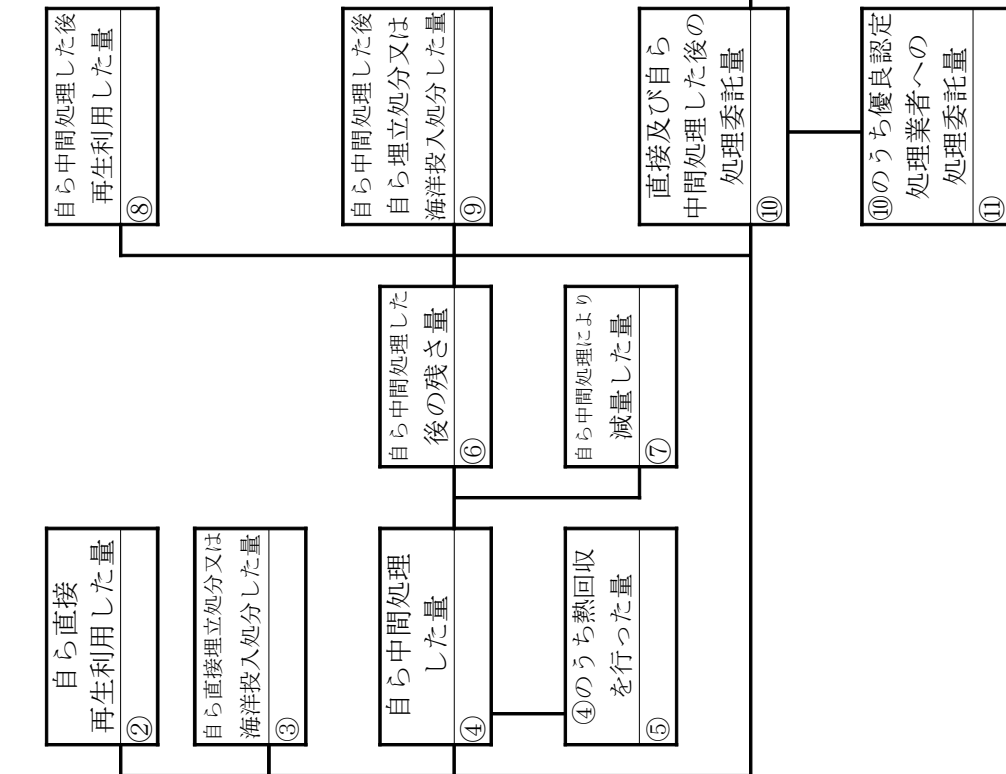 自ら直接
再生利用した量
②
自ら直接埋立処分又は
海洋投入処分した量
③
自ら中間処理
した量
④
④のうち熱回収
を行った量
⑤
自ら中間処理した
後の残さ量
⑥
自ら中間処理により
減量した量
⑦
自ら中間処理した後
再生利用した量
⑧
自ら中間処理した後
自ら埋立処分又は
海洋投入処分した量
⑨
直接及び自ら
中間処理した後の
処理委託量
⑩
⑩のうち優良認定
処理業者への
処理委託量
⑪